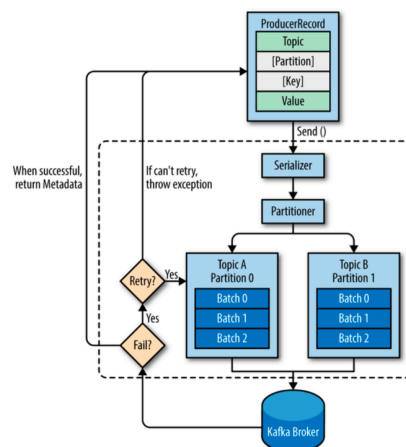 ProducerRecord
Topic
[Partition]
[Key]
Value
Send ()
When successful,
return Metadata
If can't retry,
throw exception
Serializer
Partitioner
Retry?
Yes
Topic A
Partition 0
Batch 0
Batch 1
Batch 2
Topic B
Partition 1
Batch 0
Batch 1
Batch 2
Yes
Fail?
Kafka Broker